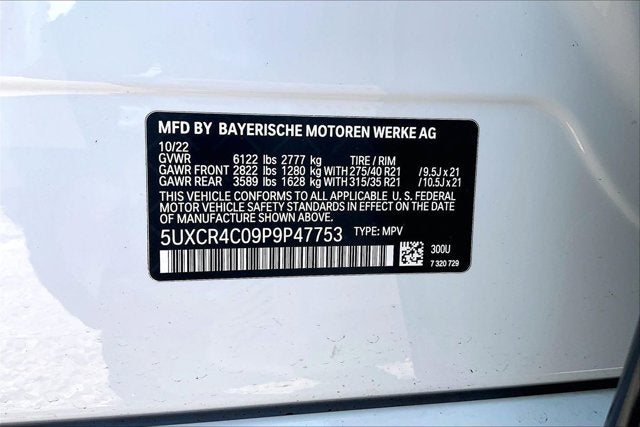 MFD BY BAYERISCHE MOTOREN WERKE AG
10/22
GVWR 6122 lbs 2777 kg TIRE / RIM
GAWR FRONT 2822 lbs 1280 kg WITH 275/40 R21 / 9.5J x 21
GAWR REAR 3589 lbs 1628 kg WITH 315/35 R21 / 10.5J x 21
THIS VEHICLE CONFORMS TO ALL APPLICABLE U. S. FEDERAL
MOTOR VEHICLE SAFETY STANDARDS IN EFFECT ON THE DATE
OF MANUFACTURE SHOWN ABOVE.
5UXCR4C09P9P47753 TYPE: MPV
300U
7 320 729